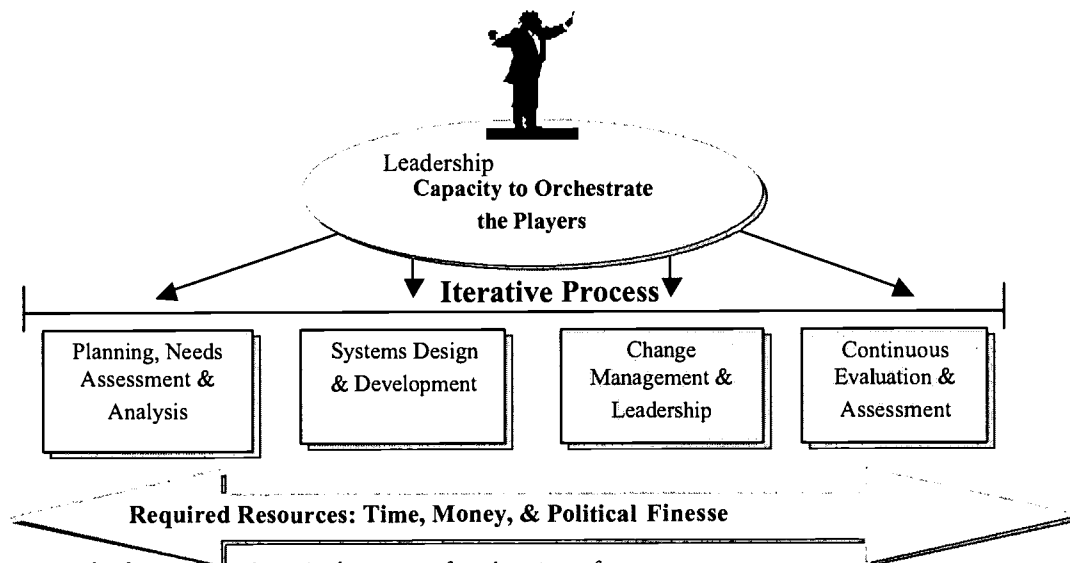 Leadership
Capacity to Orchestrate
the Players
Iterative Process
Planning, Needs
Assessment &
Analysis
Systems Design
& Development
Change
Management &
Leadership
Continuous
Evaluation &
Assessment
Required Resources: Time, Money, & Political Finesse